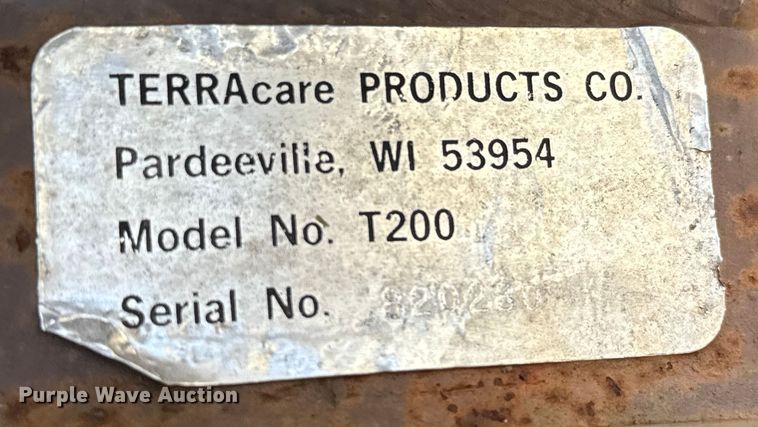 TERRAcare PRODUCTS CO.
Pardeeville, WI 53954
Model No. T200
Serial No.
Purple Wave Auction